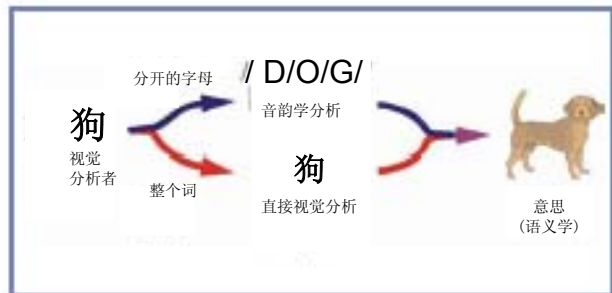 分开的字母
/ D/O/G/
音韵学分析
狗
视觉
分析者
整个词
狗
直接视觉分析
意思
(语义学)